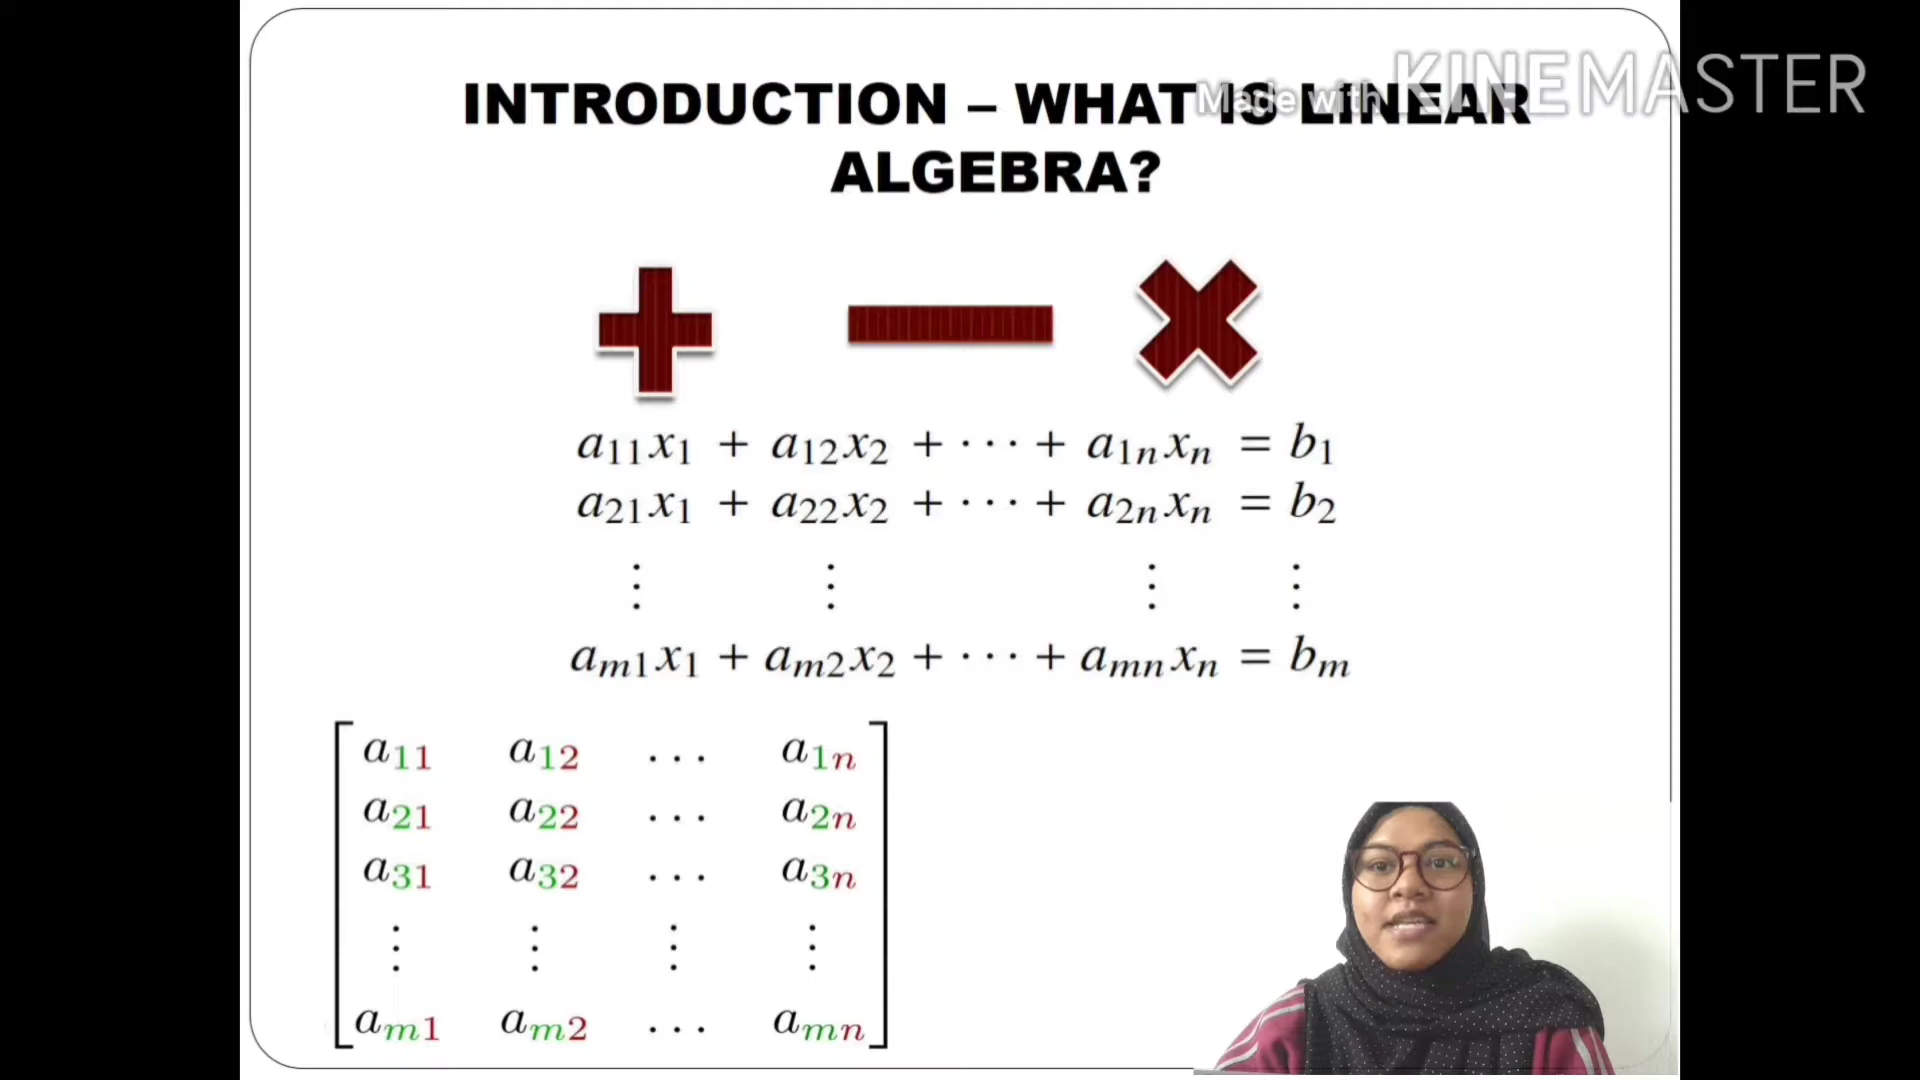 Made with KINEMASTER
INTRODUCTION – WHAT IS LINEAR
ALGEBRA?
a₁₁x₁ + a₁₂x₂ + ··· + a₁ₙxₙ = b₁
a₂₁x₁ + a₂₂x₂ + ··· + a₂ₙxₙ = b₂
⋮ ⋮ ⋮ ⋮
aₘ₁x₁ + aₘ₂x₂ + ··· + aₘₙxₙ = bₘ
a₁₁ a₁₂ ... a₁ₙ
a₂₁ a₂₂ ... a₂ₙ
a₃₁ a₃₂ ... a₃ₙ
⋮ ⋮ ⋮ ⋮
aₘ₁ aₘ₂ ... aₘₙ